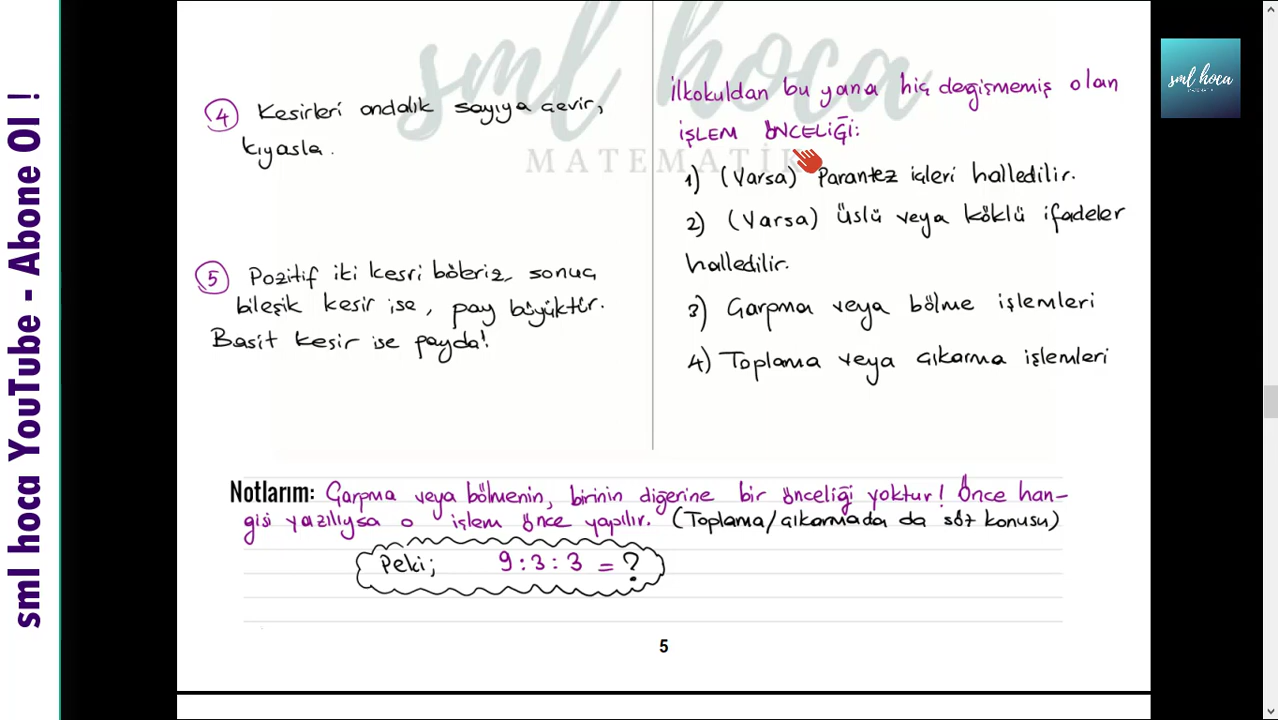 sml hoca YouTube - Abone Ol !
sml hoca
MATEMATİK
④ Kesirleri ondalık sayıya çevir,
kıyasla.
⑤ Pozitif iki kesri böleriz, sonuç
bileşik kesir ise, pay büyüktür.
Basit kesir ise payda!
İlkokuldan bu yana hiç değişmemiş olan
İŞLEM ÖNCELİĞİ:
1) (Varsa) Parantez içleri halledilir.
2) (Varsa) Üslü veya köklü ifadeler
halledilir.
3) Çarpma veya bölme işlemleri
4) Toplama veya çıkarma işlemleri
Notlarım: Çarpma veya bölmenin, birinin diğerine bir önceliği yoktur! Önce han-
gisi yazılıysa o işlem önce yapılır. (Toplama/çıkarmada da söz konusu)
Peki; 9:3:3 = ?
5
sml hoca